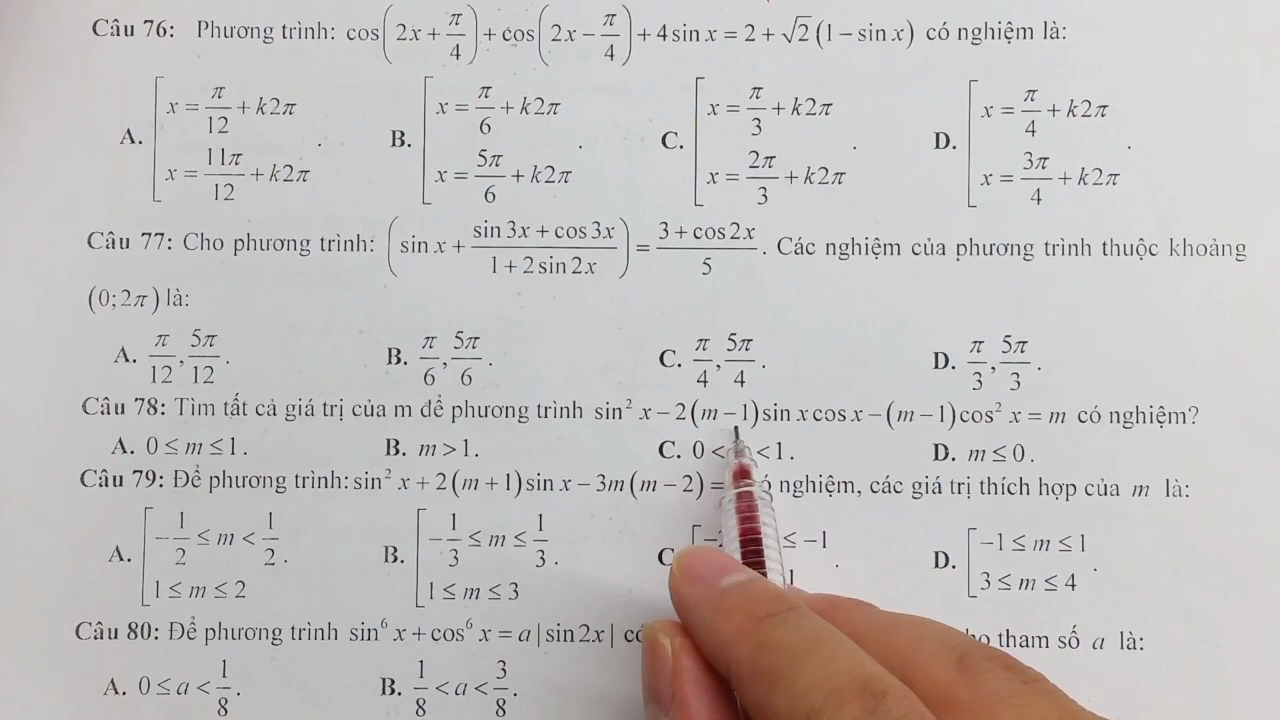 Câu 76: Phương trình: cos(2x + π/4) + cos(2x − π/4) + 4sin x = 2 + √2(1 − sin x) có nghiệm là:
A. [x = π/12 + k2π; x = 11π/12 + k2π. B. [x = π/6 + k2π; x = 5π/6 + k2π. C. [x = π/3 + k2π; x = 2π/3 + k2π. D. [x = π/4 + k2π; x = 3π/4 + k2π.
Câu 77: Cho phương trình: (sin x + (sin 3x + cos 3x)/(1 + 2 sin 2x)) = (3 + cos 2x)/5. Các nghiệm của phương trình thuộc khoảng
(0;2π) là:
A. π/12, 5π/12. B. π/6, 5π/6. C. π/4, 5π/4. D. π/3, 5π/3.
Câu 78: Tìm tất cả giá trị của m để phương trình sin² x − 2(m − 1)sin x cos x − (m − 1)cos² x = m có nghiệm?
A. 0 ≤ m ≤ 1. B. m > 1. C. 0 < < 1. D. m ≤ 0.
Câu 79: Để phương trình: sin² x + 2(m + 1)sin x − 3m(m − 2) = nghiệm, các giá trị thích hợp của m là:
A. [−1/2 ≤ m < 1/2; 1 ≤ m ≤ 2. B. [−1/3 ≤ m ≤ 1/3; 1 ≤ m ≤ 3. C ≤ −1 . D. [−1 ≤ m ≤ 1; 3 ≤ m ≤ 4.
Câu 80: Để phương trình sin⁶ x + cos⁶ x = a | sin 2x | tham số a là:
A. 0 ≤ a < 1/8. B. 1/8 < a < 3/8.